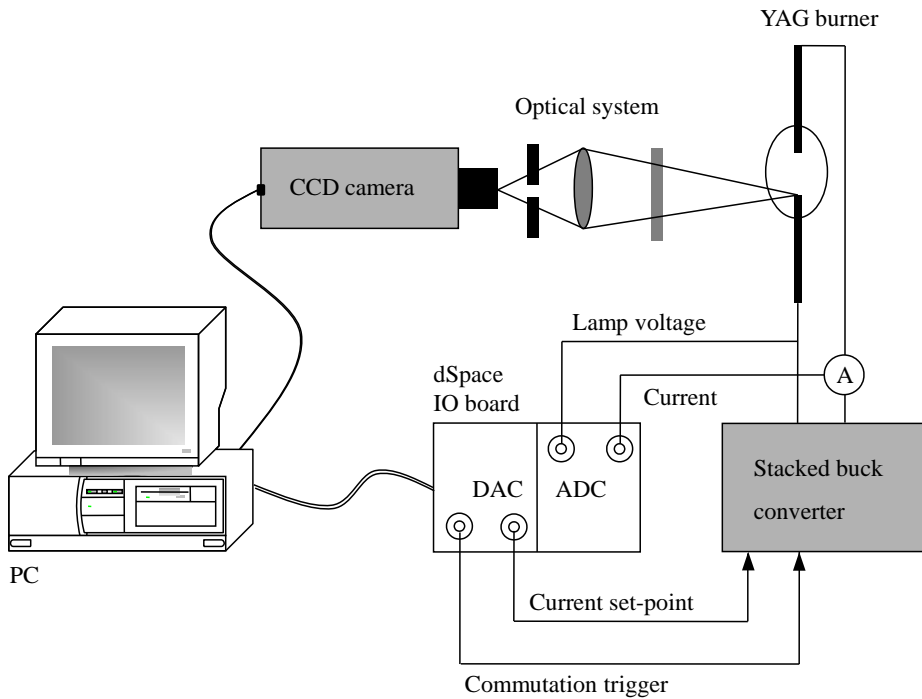 YAG burner
Optical system
CCD camera
Lamp voltage
dSpace
IO board
A
Current
Stacked buck
converter
DAC
ADC
PC
Current set-point
Commutation trigger